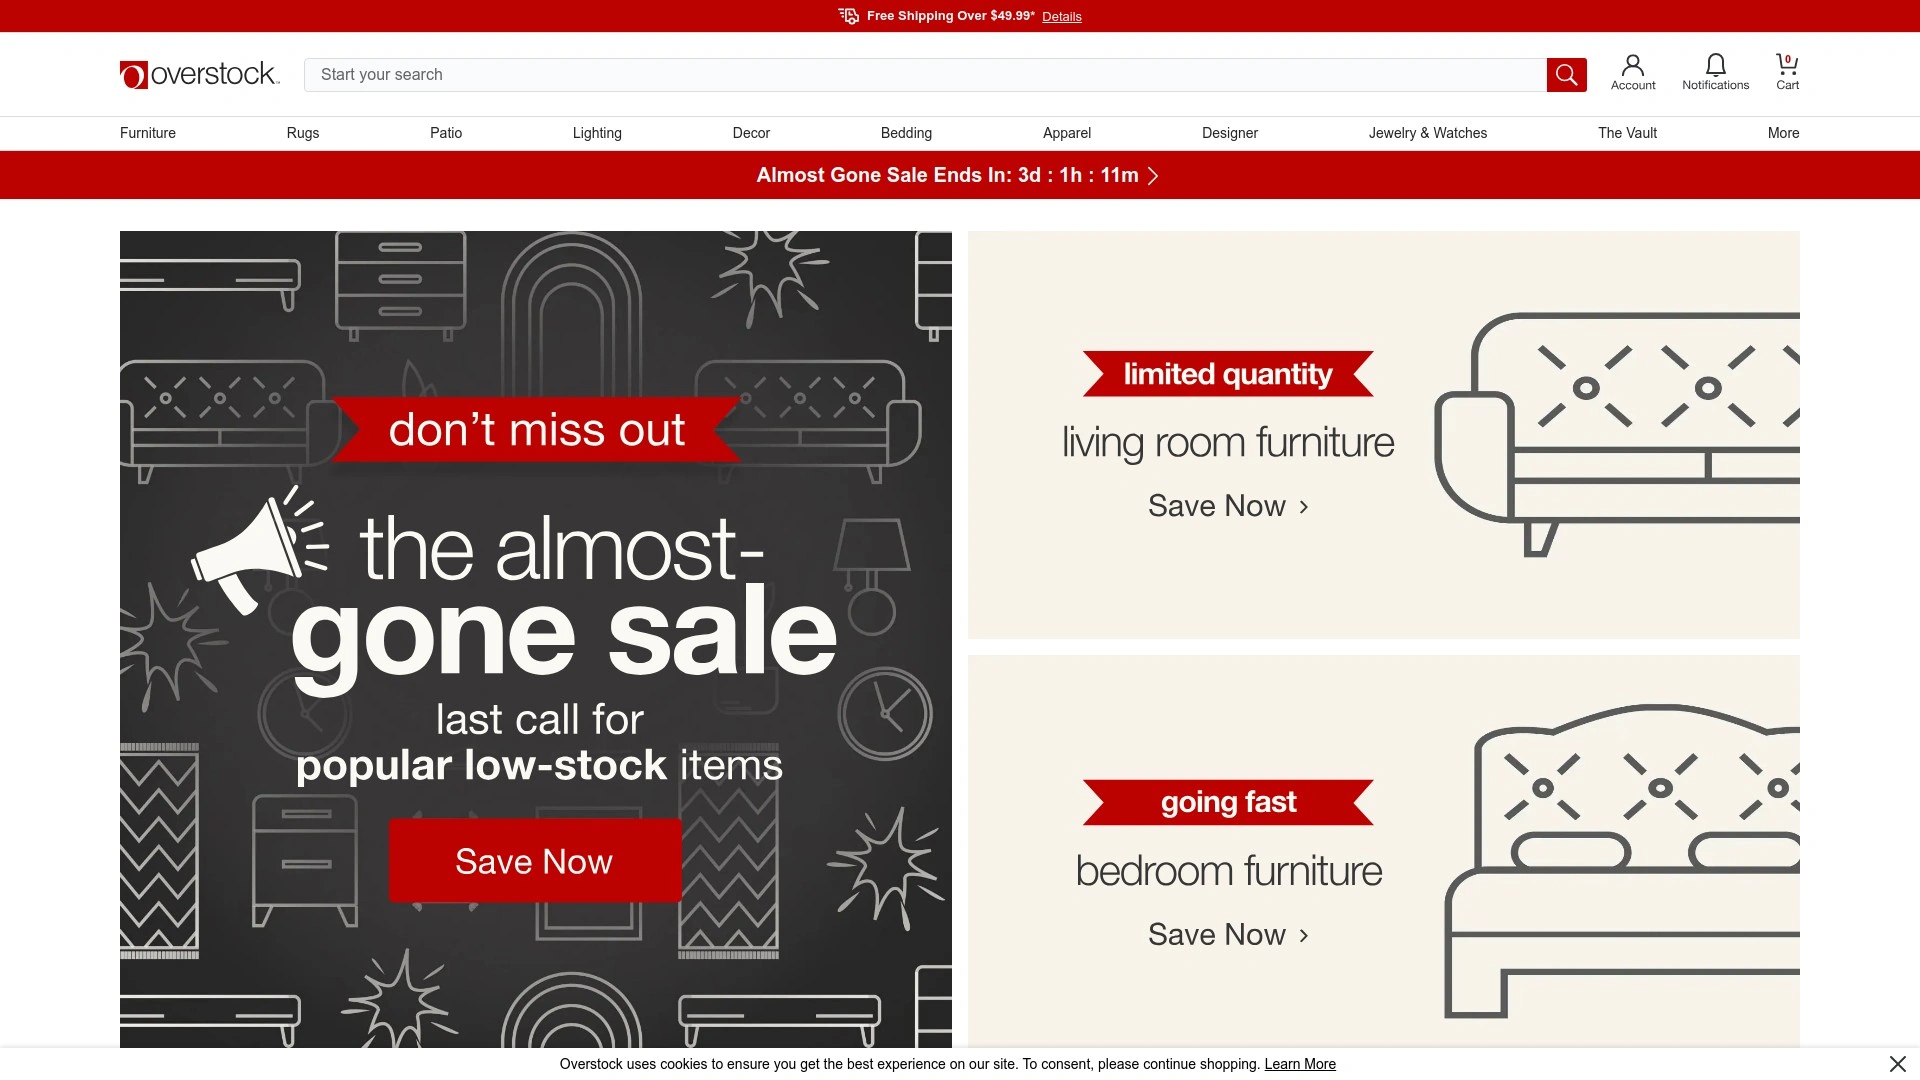 Free Shipping Over $49.99* Details
overstock™
Start your search
Account
Notifications
0
Cart
Furniture
Rugs
Patio
Lighting
Decor
Bedding
Apparel
Designer
Jewelry & Watches
The Vault
More
Almost Gone Sale Ends In: 3d : 1h : 11m
don’t miss out
the almost-
gone sale
last call for
popular low-stock items
Save Now
limited quantity
living room furniture
Save Now ›
going fast
bedroom furniture
Save Now ›
Overstock uses cookies to ensure you get the best experience on our site. To consent, please continue shopping. Learn More